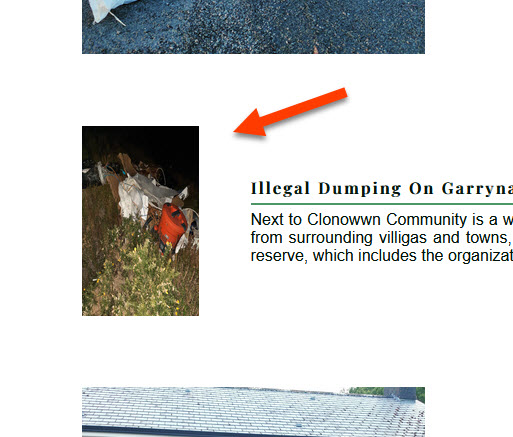 Illegal Dumping On Garryna
Next to Clonowwn Community is a w
from surrounding villigas and towns,
reserve, which includes the organizat